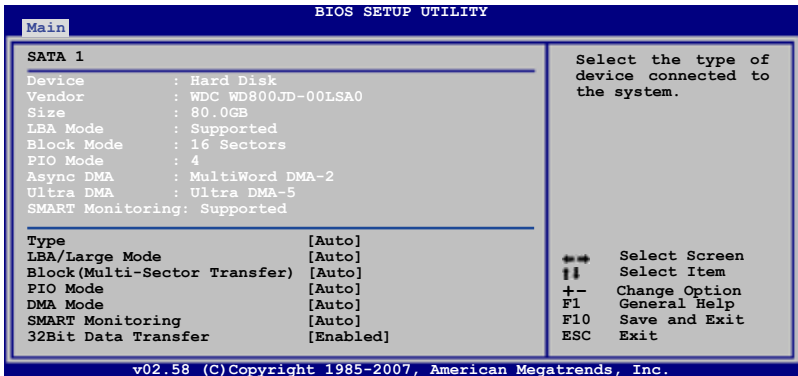 BIOS SETUP UTILITY
Main
SATA 1
Device : Hard Disk
Vendor : WDC WD800JD-00LSA0
Size : 80.0GB
LBA Mode : Supported
Block Mode : 16 Sectors
PIO Mode : 4
Async DMA : MultiWord DMA-2
Ultra DMA : Ultra DMA-5
SMART Monitoring: Supported
Type [Auto]
LBA/Large Mode [Auto]
Block(Multi-Sector Transfer) [Auto]
PIO Mode [Auto]
DMA Mode [Auto]
SMART Monitoring [Auto]
32Bit Data Transfer [Enabled]
Select the type of
device connected to
the system.
←→ Select Screen
↑↓ Select Item
+- Change Option
F1 General Help
F10 Save and Exit
ESC Exit
v02.58 (C)Copyright 1985-2007, American Megatrends, Inc.